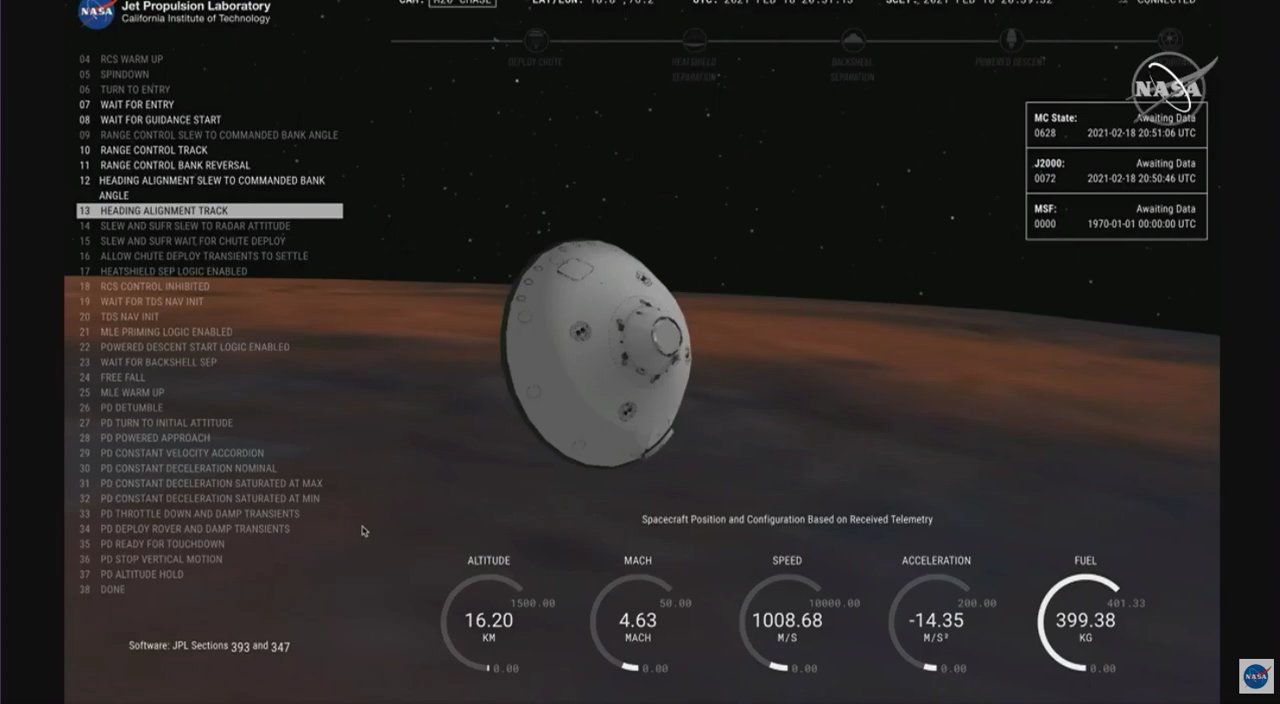 NASA Jet Propulsion Laboratory
California Institute of Technology
CONNECTED
DEPLOY CHUTE
HEATSHIELD
SEPARATION
BACKSHELL
SEPARATION
POWERED DESCENT
NASA
04 RCS WARM UP
05 SPINDOWN
06 TURN TO ENTRY
07 WAIT FOR ENTRY
08 WAIT FOR GUIDANCE START
09 RANGE CONTROL SLEW TO COMMANDED BANK ANGLE
10 RANGE CONTROL TRACK
11 RANGE CONTROL BANK REVERSAL
12 HEADING ALIGNMENT SLEW TO COMMANDED BANK
ANGLE
13 HEADING ALIGNMENT TRACK
14 SLEW AND SUFR SLEW TO RADAR ATTITUDE
15 SLEW AND SUFR WAIT FOR CHUTE DEPLOY
16 ALLOW CHUTE DEPLOY TRANSIENTS TO SETTLE
17 HEATSHIELD SEP LOGIC ENABLED
18 RCS CONTROL INHIBITED
19 WAIT FOR TDS NAV INIT
20 TDS NAV INIT
21 MLE PRIMING LOGIC ENABLED
22 POWERED DESCENT START LOGIC ENABLED
23 WAIT FOR BACKSHELL SEP
24 FREE FALL
25 MLE WARM UP
26 PD DETUMBLE
27 PD TURN TO INITIAL ATTITUDE
28 PD POWERED APPROACH
29 PD CONSTANT VELOCITY ACCORDION
30 PD CONSTANT DECELERATION NOMINAL
31 PD CONSTANT DECELERATION SATURATED AT MAX
32 PD CONSTANT DECELERATION SATURATED AT MIN
33 PD THROTTLE DOWN AND DAMP TRANSIENTS
34 PD DEPLOY ROVER AND DAMP TRANSIENTS
35 PD READY FOR TOUCHDOWN
36 PD STOP VERTICAL MOTION
37 PD ALTITUDE HOLD
38 DONE
Software: JPL Sections 393 and 347
MC State: Awaiting Data
0628 2021-02-18 20:51:06 UTC
J2000: Awaiting Data
0072 2021-02-18 20:50:46 UTC
MSF: Awaiting Data
0000 1970-01-01 00:00:00 UTC
Spacecraft Position and Configuration Based on Received Telemetry
ALTITUDE
1500.00
16.20
KM
0.00
MACH
50.00
4.63
MACH
0.00
SPEED
10000.00
1008.68
M/S
0.00
ACCELERATION
200.00
-14.35
M/S²
0.00
FUEL
401.33
399.38
KG
0.00
NASA